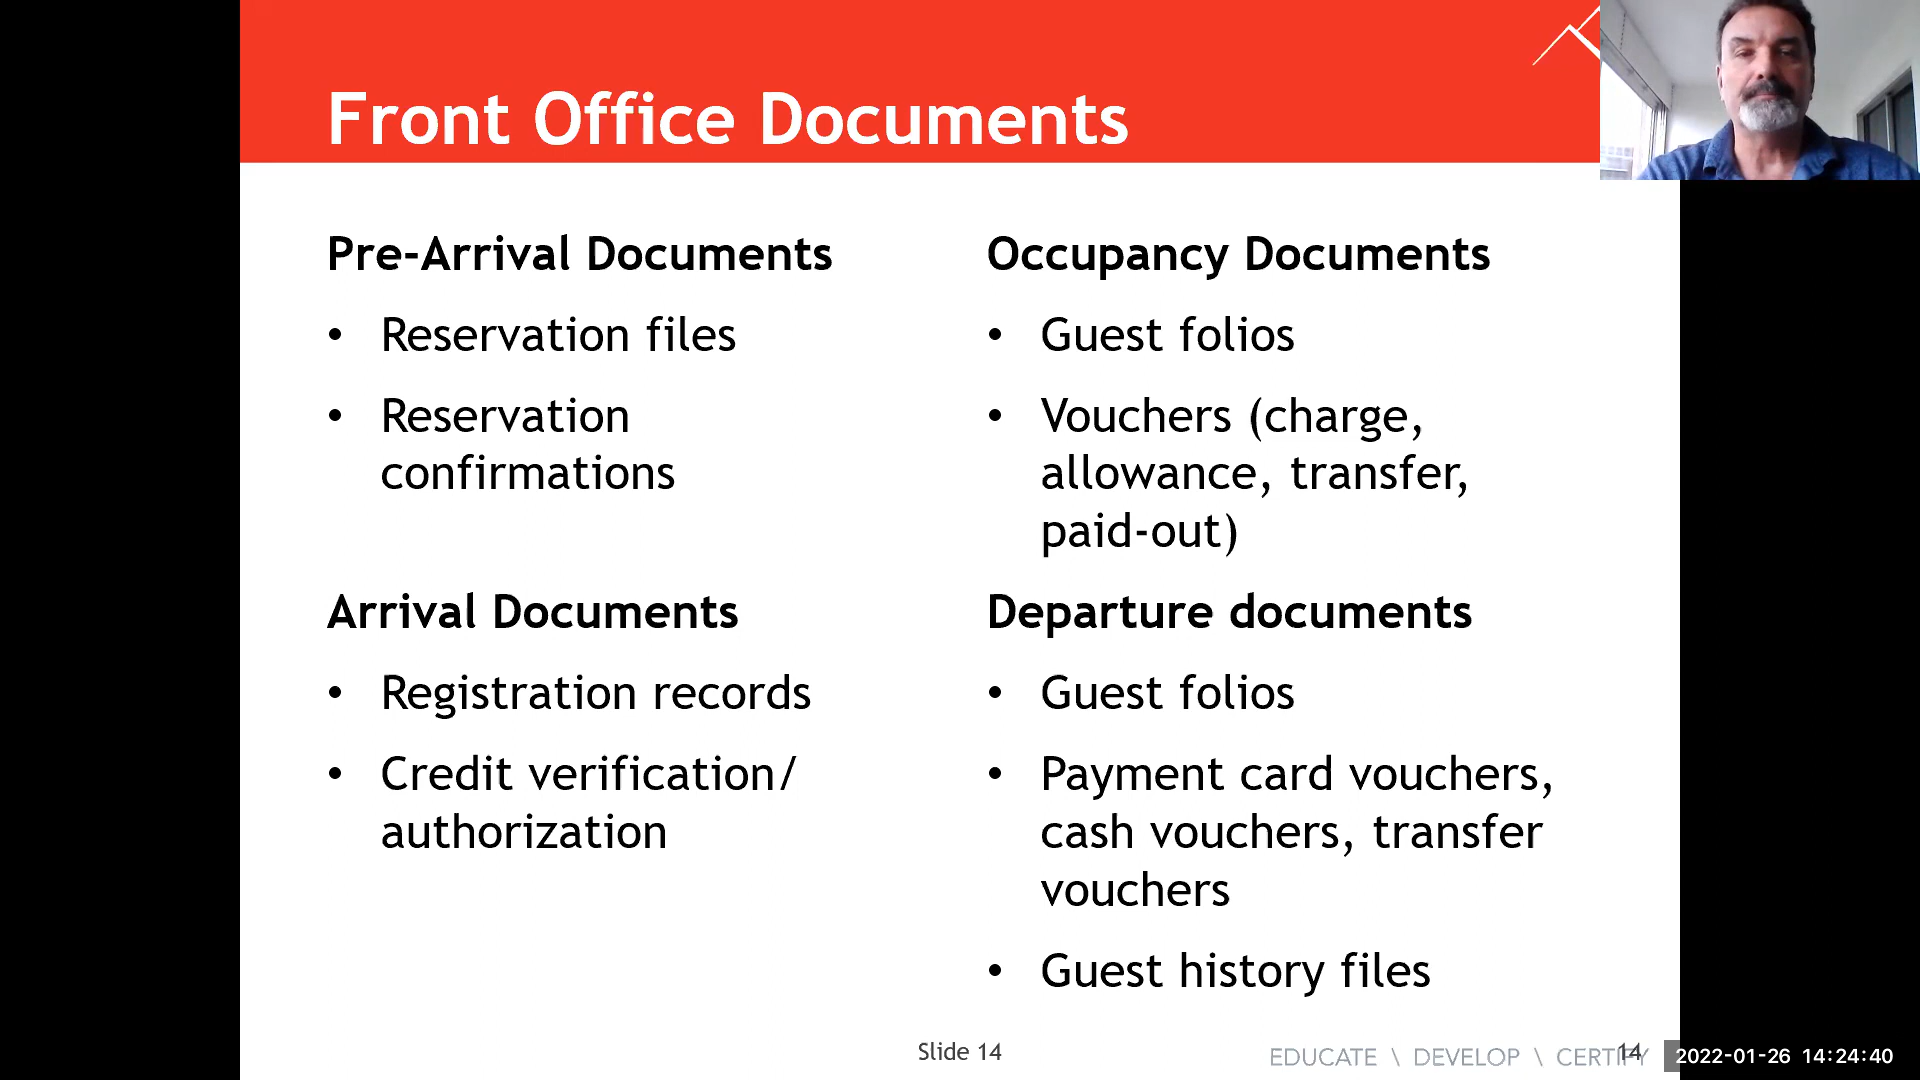 Front Office Documents
Pre-Arrival Documents
• Reservation files
• Reservation
confirmations
Arrival Documents
• Registration records
• Credit verification/
authorization
Occupancy Documents
• Guest folios
• Vouchers (charge,
allowance, transfer,
paid-out)
Departure documents
• Guest folios
• Payment card vouchers,
cash vouchers, transfer
vouchers
• Guest history files
Slide 14
EDUCATE \ DEVELOP \ CERTIFY
14
2022-01-26 14:24:40